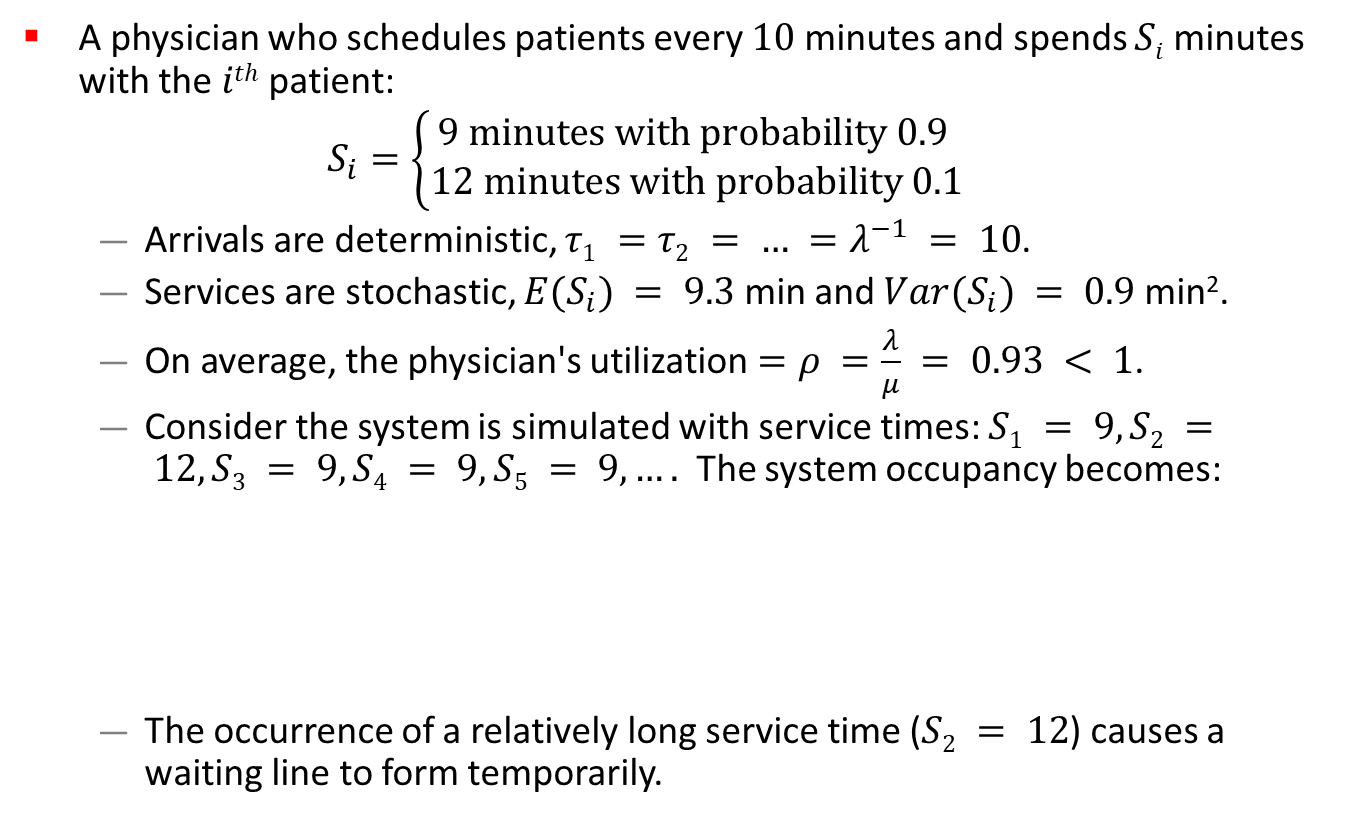 ▪ A physician who schedules patients every 10 minutes and spends Sᵢ minutes
with the iᵗʰ patient:
Sᵢ = { 9 minutes with probability 0.9
12 minutes with probability 0.1
— Arrivals are deterministic, τ₁ = τ₂ = … = λ⁻¹ = 10.
— Services are stochastic, E(Sᵢ) = 9.3 min and Var(Sᵢ) = 0.9 min².
— On average, the physician's utilization = ρ = λ/μ = 0.93 < 1.
— Consider the system is simulated with service times: S₁ = 9, S₂ =
12, S₃ = 9, S₄ = 9, S₅ = 9, … . The system occupancy becomes:
— The occurrence of a relatively long service time (S₂ = 12) causes a
waiting line to form temporarily.